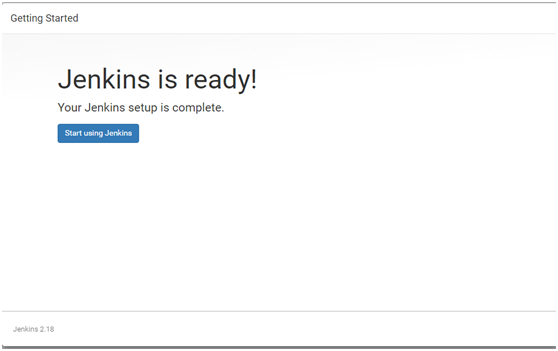 Getting Started
Jenkins is ready!
Your Jenkins setup is complete.
Start using Jenkins
Jenkins 2.18